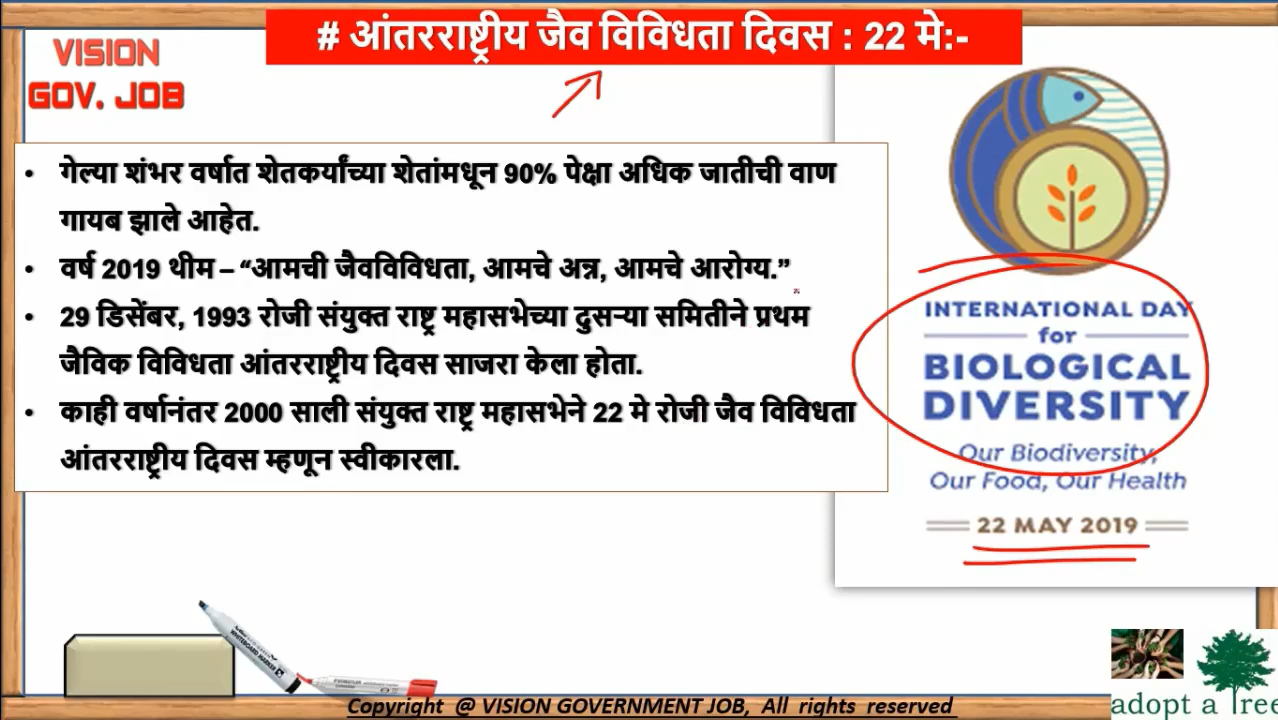 # आंतरराष्ट्रीय जैव विविधता दिवस : 22 मे:-
VISION
GOV. JOB
• गेल्या शंभर वर्षात शेतकर्यांच्या शेतांमधून 90% पेक्षा अधिक जातीची वाण
गायब झाले आहेत.
• वर्ष 2019 थीम – “आमची जैवविविधता, आमचे अन्न, आमचे आरोग्य.”
• 29 डिसेंबर, 1993 रोजी संयुक्त राष्ट्र महासभेच्या दुसऱ्या समितीने प्रथम
जैविक विविधता आंतरराष्ट्रीय दिवस साजरा केला होता.
• काही वर्षानंतर 2000 साली संयुक्त राष्ट्र महासभेने 22 मे रोजी जैव विविधता
आंतरराष्ट्रीय दिवस म्हणून स्वीकारला.
INTERNATIONAL DAY
for
BIOLOGICAL
DIVERSITY
Our Biodiversity,
Our Food, Our Health
22 MAY 2019
WHITEBOARD MARKER
adopt a Tree
Copyright @ VISION GOVERNMENT JOB, All rights reserved